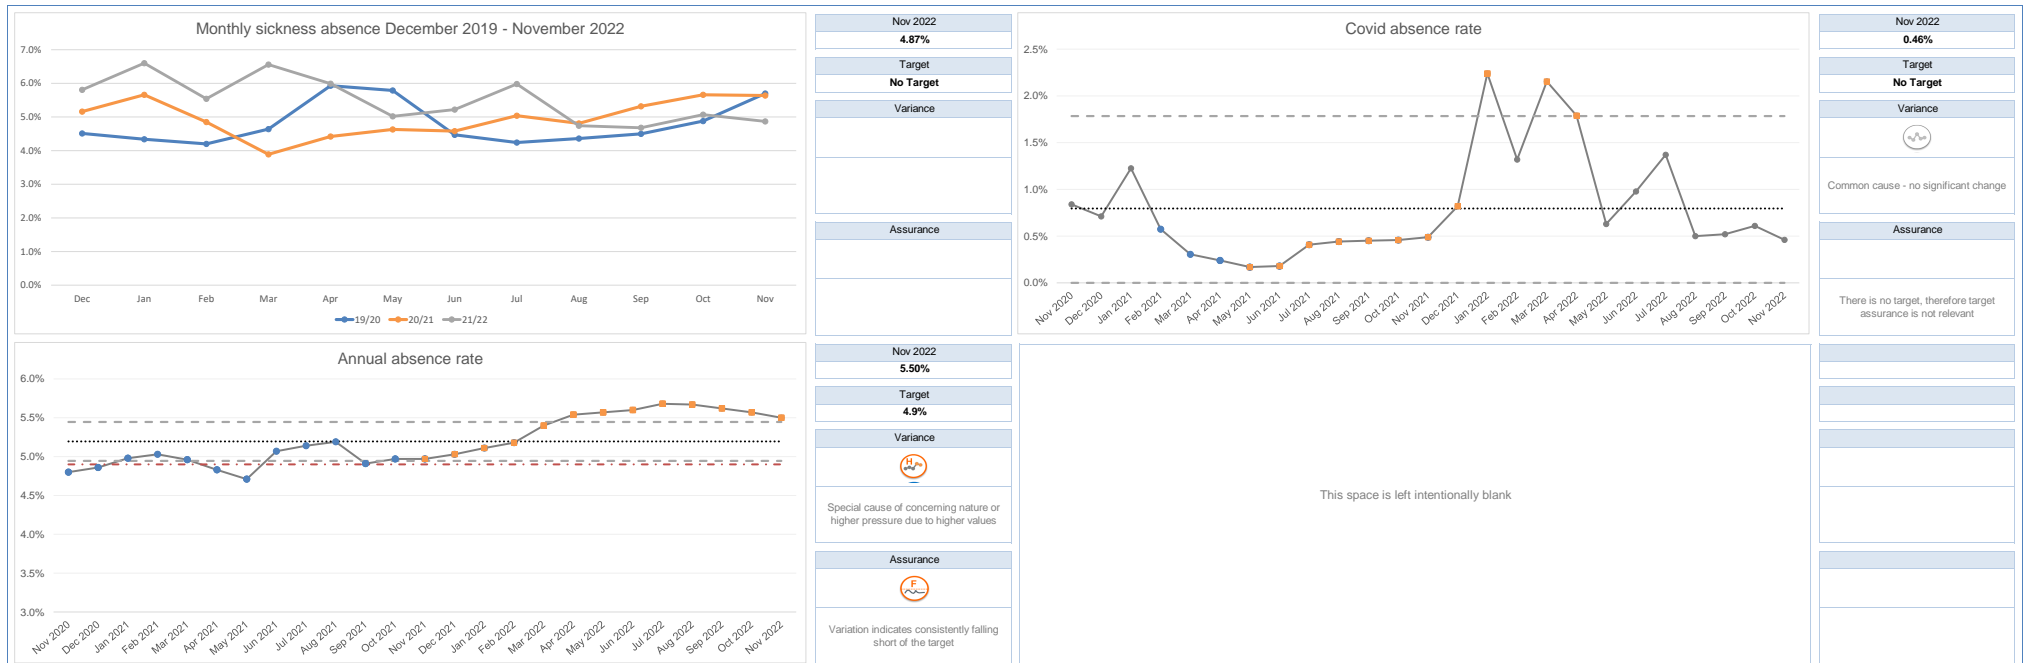 Monthly sickness absence December 2019 - November 2022
7.0%
6.0%
5.0%
4.0%
3.0%
2.0%
1.0%
0.0%
Dec Jan Feb Mar Apr May Jun Jul Aug Sep Oct Nov
19/20 20/21 21/22
Nov 2022
4.87%
Target
No Target
Variance
Assurance
Covid absence rate
2.5%
2.0%
1.5%
1.0%
0.5%
0.0%
Nov 2020 Dec 2020 Jan 2021 Feb 2021 Mar 2021 Apr 2021 May 2021 Jun 2021 Jul 2021 Aug 2021 Sep 2021 Oct 2021 Nov 2021 Dec 2021 Jan 2022 Feb 2022 Mar 2022 Apr 2022 May 2022 Jun 2022 Jul 2022 Aug 2022 Sep 2022 Oct 2022 Nov 2022
Nov 2022
0.46%
Target
No Target
Variance
Common cause - no significant change
Assurance
There is no target, therefore target
assurance is not relevant
Annual absence rate
6.0%
5.5%
5.0%
4.5%
4.0%
3.5%
3.0%
Nov 2020 Dec 2020 Jan 2021 Feb 2021 Mar 2021 Apr 2021 May 2021 Jun 2021 Jul 2021 Aug 2021 Sep 2021 Oct 2021 Nov 2021 Dec 2021 Jan 2022 Feb 2022 Mar 2022 Apr 2022 May 2022 Jun 2022 Jul 2022 Aug 2022 Sep 2022 Oct 2022 Nov 2022
Nov 2022
5.50%
Target
4.9%
Variance
H
Special cause of concerning nature or
higher pressure due to higher values
Assurance
F
Variation indicates consistently falling
short of the target
This space is left intentionally blank